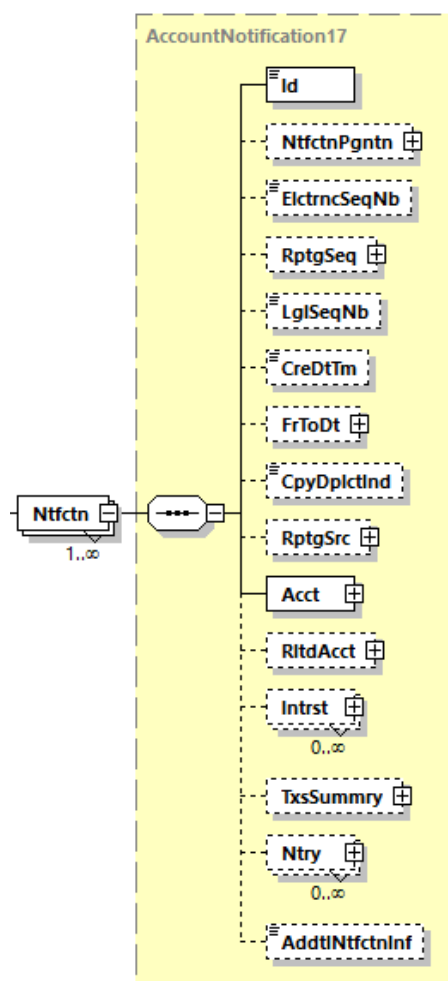 AccountNotification17
Id
NtfctnPgntn
ElctrncSeqNb
RptgSeq
LglSeqNb
CreDtTm
FrToDt
CpyDplctInd
Ntfctn
1..∞
RptgSrc
Acct
RltdAcct
Intrst
0..∞
TxsSummry
Ntry
0..∞
AddtlNtfctnInf